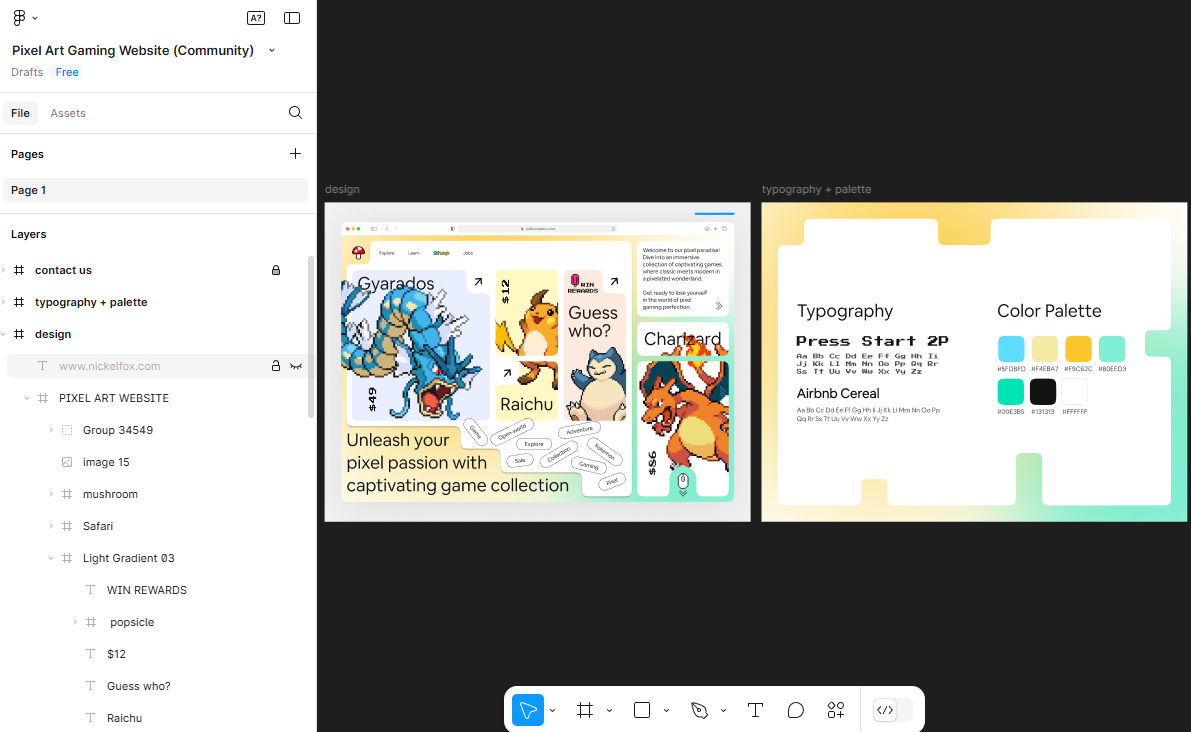 A?
Pixel Art Gaming Website (Community)
Drafts Free
File Assets
Pages
Page 1
Layers
contact us
typography + palette
design
www.nickelfox.com
PIXEL ART WEBSITE
Group 34549
image 15
mushroom
Safari
Light Gradient 03
WIN REWARDS
popsicle
$12
Guess who?
Raichu
design
Explore Learn Shop Jobs
Gyarados
$49
$12
Raichu
WIN
REWARDS
Guess
who?
Welcome to our pixel paradise!
Dive into an immersive
collection of captivating games,
where classic meets modern in
a pixelated wonderland.
Get ready to lose yourself
in the world of pixel
gaming perfection.
Charizard
$86
Unleash your
pixel passion with
captivating game collection
Game
Open-world
Adventure
Explore
Sale
Collection
Pokemon
Gaming
Pixel
typography + palette
Typography
Press Start 2P
Aa Bb Cc Dd Ee Ff Gg Hh Ii
Jj Kk Ll Mm Nn Oo Pp Qq Rr
Ss Tt Uu Vv Ww Xx Yy Zz
Airbnb Cereal
Aa Bb Cc Dd Ee Ff Gg Hh Ii Jj Kk Ll Mm Nn Oo Pp
Qq Rr Ss Tt Uu Vv Ww Xx Yy Zz
Color Palette
#5FD8FD #F4EBA7 #F9C62C #80EED3
#00E3B5 #131313 #FFFFFF